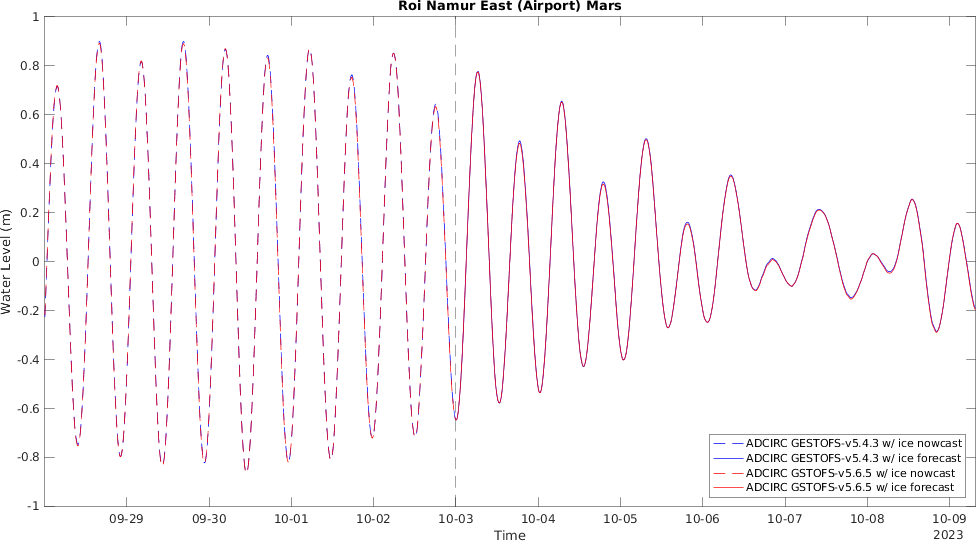 Roi Namur East (Airport) Mars
1
0.8
0.6
0.4
0.2
0
-0.2
-0.4
-0.6
-0.8
-1
Water Level (m)
09-29 09-30 10-01 10-02 10-03 10-04 10-05 10-06 10-07 10-08 10-09
2023
Time
ADCIRC GESTOFS-v5.4.3 w/ ice nowcast
ADCIRC GESTOFS-v5.4.3 w/ ice forecast
ADCIRC GSTOFS-v5.6.5 w/ ice nowcast
ADCIRC GSTOFS-v5.6.5 w/ ice forecast